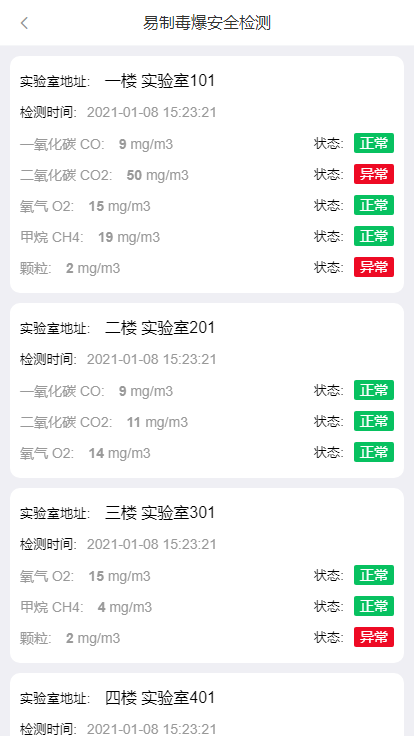 易制毒爆安全检测
实验室地址: 一楼 实验室101
检测时间: 2021-01-08 15:23:21
一氧化碳 CO: 9 mg/m3 状态: 正常
二氧化碳 CO2: 50 mg/m3 状态: 异常
氧气 O2: 15 mg/m3 状态: 正常
甲烷 CH4: 19 mg/m3 状态: 正常
颗粒: 2 mg/m3 状态: 异常
实验室地址: 二楼 实验室201
检测时间: 2021-01-08 15:23:21
一氧化碳 CO: 9 mg/m3 状态: 正常
二氧化碳 CO2: 11 mg/m3 状态: 正常
氧气 O2: 14 mg/m3 状态: 正常
实验室地址: 三楼 实验室301
检测时间: 2021-01-08 15:23:21
氧气 O2: 15 mg/m3 状态: 正常
甲烷 CH4: 4 mg/m3 状态: 正常
颗粒: 2 mg/m3 状态: 异常
实验室地址: 四楼 实验室401
检测时间: 2021-01-08 15:23:21